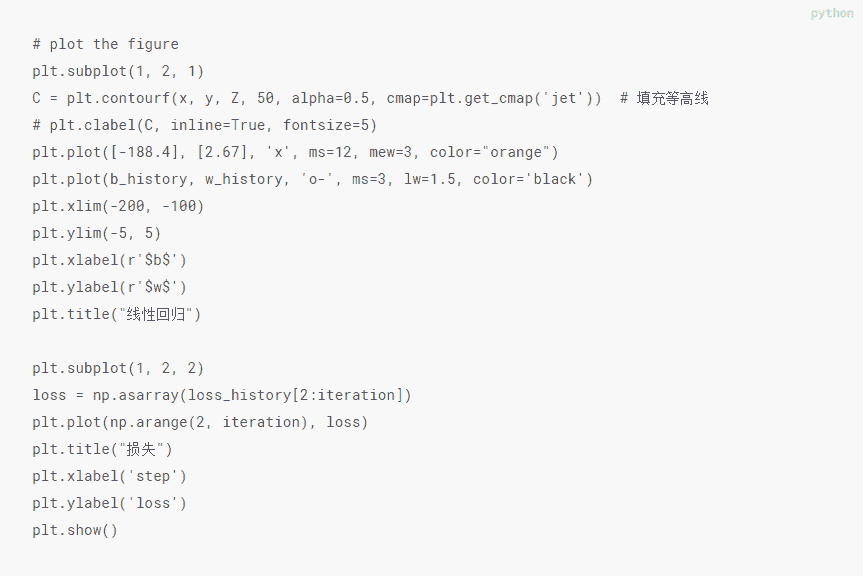 python
# plot the figure
plt.subplot(1, 2, 1)
C = plt.contourf(x, y, Z, 50, alpha=0.5, cmap=plt.get_cmap('jet'))  # 填充等高线
# plt.clabel(C, inline=True, fontsize=5)
plt.plot([-188.4], [2.67], 'x', ms=12, mew=3, color="orange")
plt.plot(b_history, w_history, 'o-', ms=3, lw=1.5, color='black')
plt.xlim(-200, -100)
plt.ylim(-5, 5)
plt.xlabel(r'$b$')
plt.ylabel(r'$w$')
plt.title("线性回归")

plt.subplot(1, 2, 2)
loss = np.asarray(loss_history[2:iteration])
plt.plot(np.arange(2, iteration), loss)
plt.title("损失")
plt.xlabel('step')
plt.ylabel('loss')
plt.show()